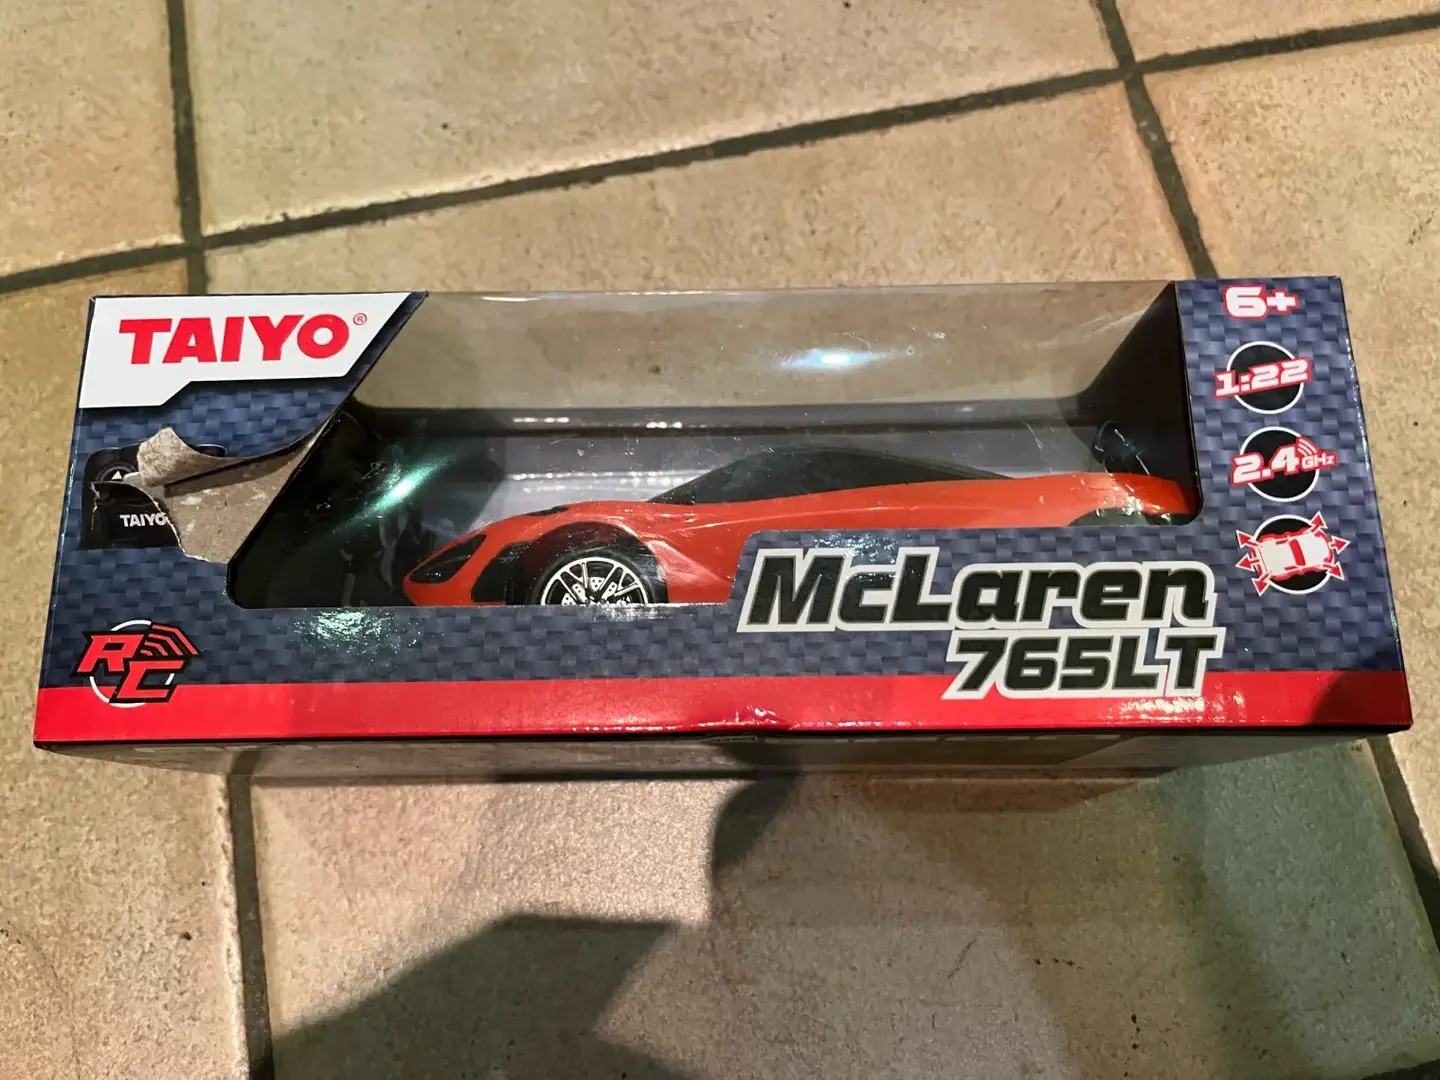 TAIYO®
6+
1:22
2.4GHz
TAIYO
McLaren
765LT
RC